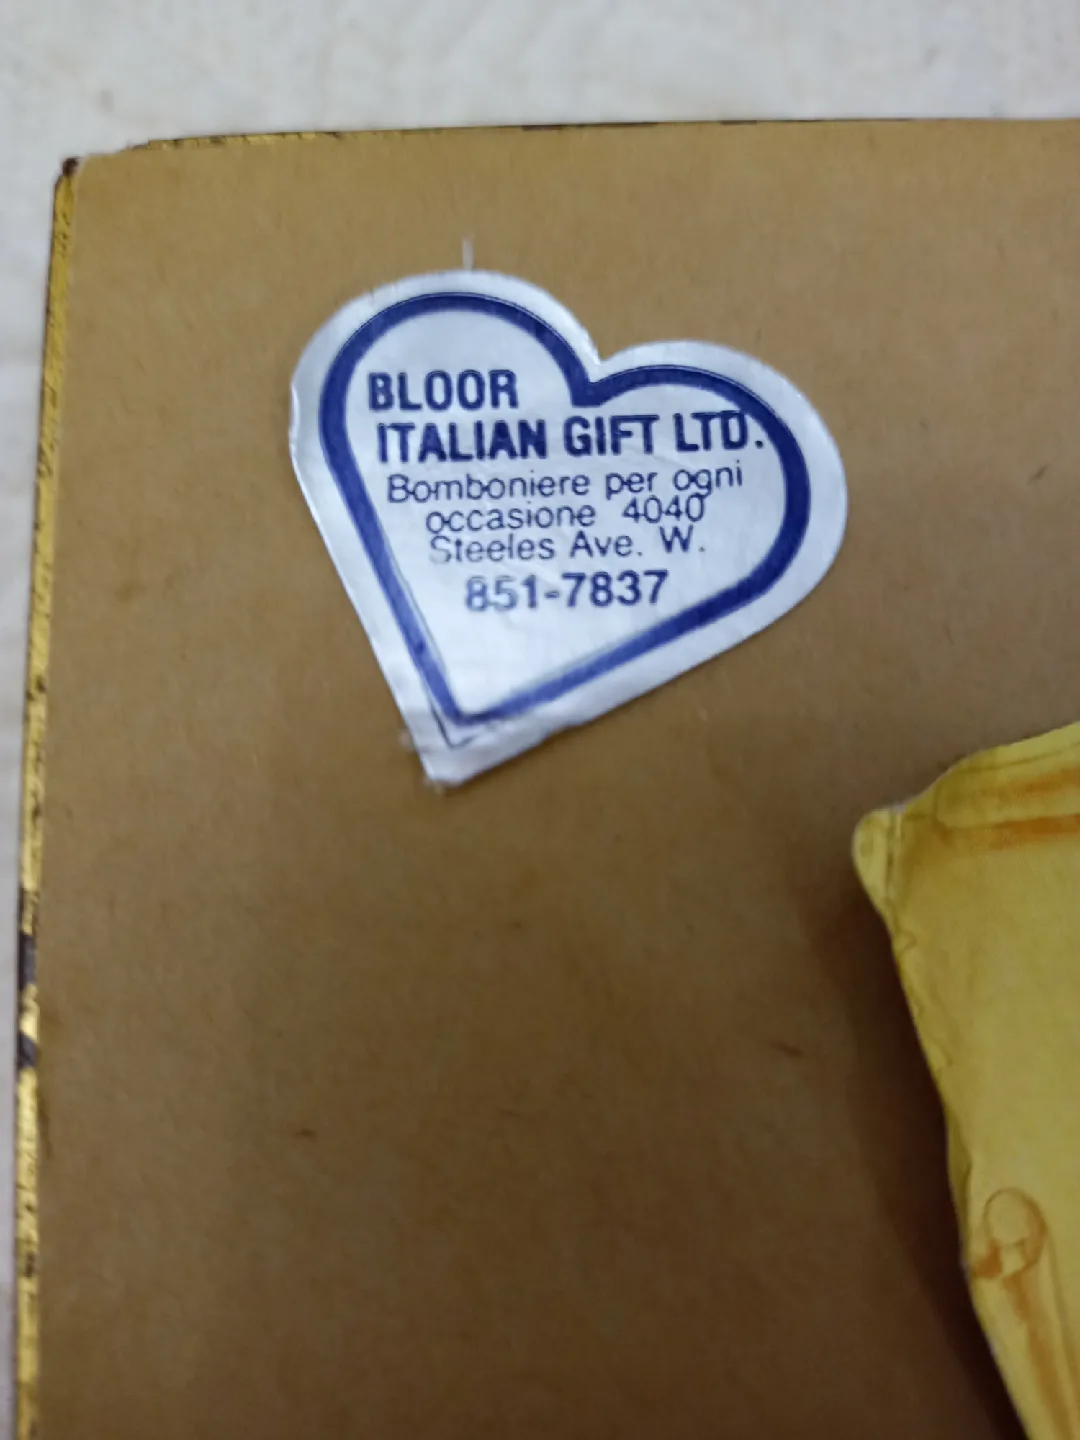 BLOOR
ITALIAN GIFT LTD.
Bomboniere per ogni
occasione 4040
Steeles Ave. W.
851-7837